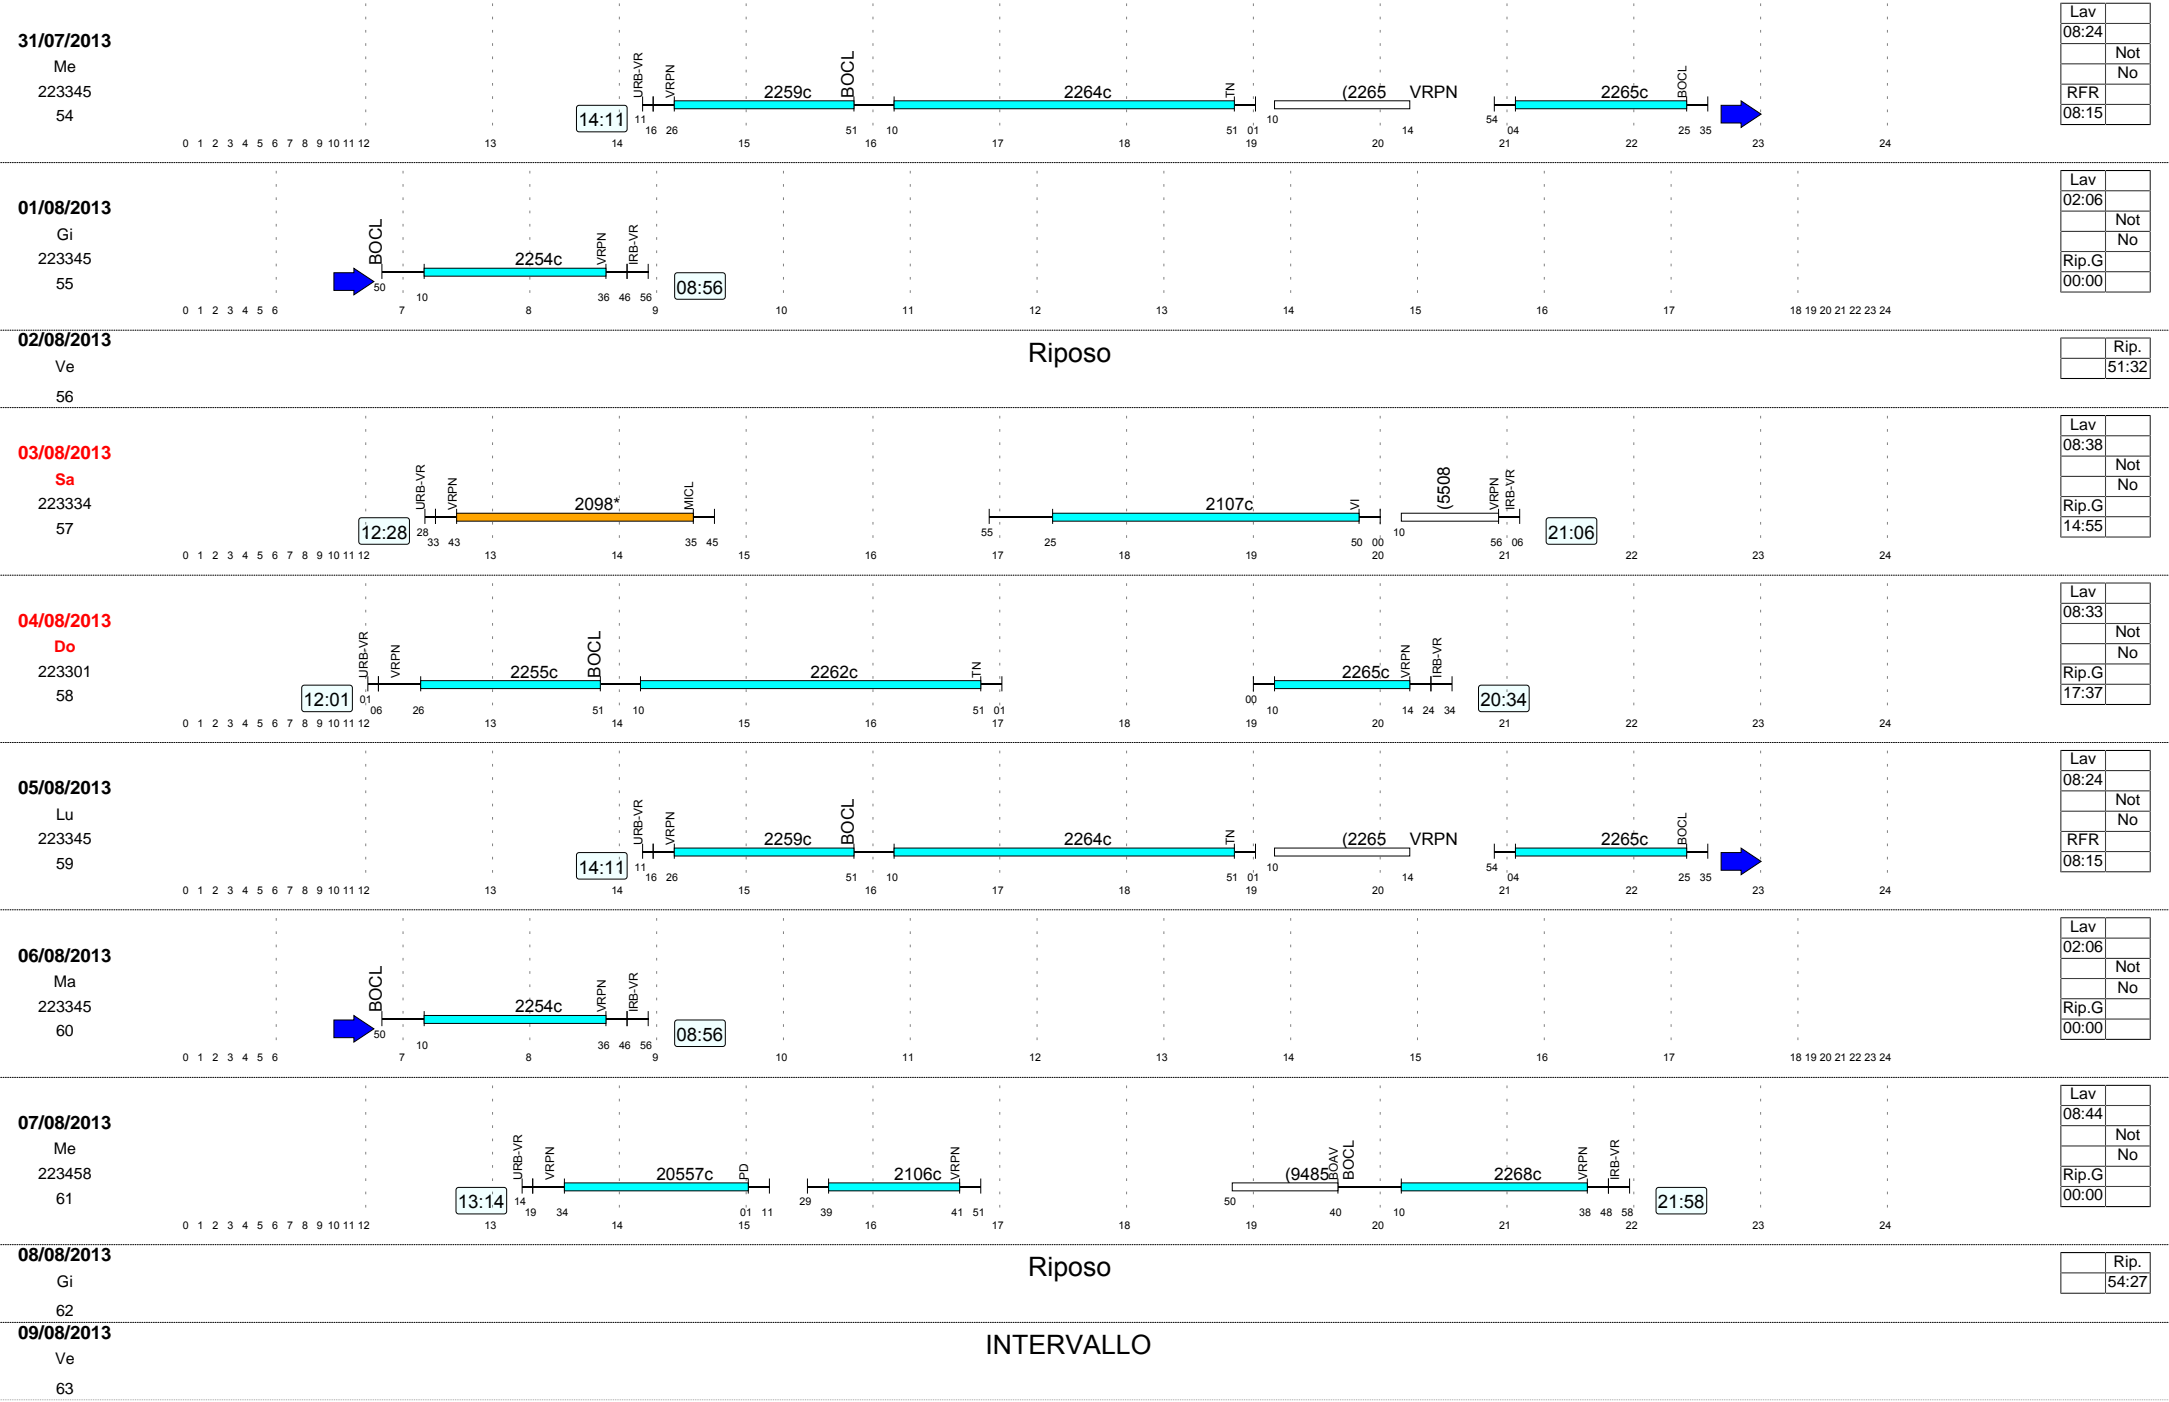 31/07/2013
Me
223345
54
14:11
URB-VR VRPN 2259c BOCL 2264c TN (2265 VRPN 2265c BOCL
11 16 26 51 10 51 01 10 14 54 04 25 35
0 1 2 3 4 5 6 7 8 9 10 11 12 13 14 15 16 17 18 19 20 21 22 23 24
Lav
08:24
Not
No
RFR
08:15
01/08/2013
Gi
223345
55
BOCL 2254c VRPN IRB-VR
50 10 36 46 56
08:56
0 1 2 3 4 5 6 7 8 9 10 11 12 13 14 15 16 17 18 19 20 21 22 23 24
Lav
02:06
Not
No
Rip.G
00:00
02/08/2013
Ve
56
Riposo
Rip.
51:32
03/08/2013
Sa
223334
57
12:28
URB-VR VRPN 2098* MICL 2107c VI (5508 VRPN IRB-VR
28 33 43 35 45 55 25 50 00 10 56 06
21:06
0 1 2 3 4 5 6 7 8 9 10 11 12 13 14 15 16 17 18 19 20 21 22 23 24
Lav
08:38
Not
No
Rip.G
14:55
04/08/2013
Do
223301
58
12:01
URB-VR VRPN 2255c BOCL 2262c TN 2265c VRPN IRB-VR
01 06 26 51 10 51 01 00 10 14 24 34
20:34
0 1 2 3 4 5 6 7 8 9 10 11 12 13 14 15 16 17 18 19 20 21 22 23 24
Lav
08:33
Not
No
Rip.G
17:37
05/08/2013
Lu
223345
59
14:11
URB-VR VRPN 2259c BOCL 2264c TN (2265 VRPN 2265c BOCL
11 16 26 51 10 51 01 10 14 54 04 25 35
0 1 2 3 4 5 6 7 8 9 10 11 12 13 14 15 16 17 18 19 20 21 22 23 24
Lav
08:24
Not
No
RFR
08:15
06/08/2013
Ma
223345
60
BOCL 2254c VRPN IRB-VR
50 10 36 46 56
08:56
0 1 2 3 4 5 6 7 8 9 10 11 12 13 14 15 16 17 18 19 20 21 22 23 24
Lav
02:06
Not
No
Rip.G
00:00
07/08/2013
Me
223458
61
13:14
URB-VR VRPN 20557c PD 2106c VRPN (9485 BOAV BOCL 2268c VRPN IRB-VR
14 19 34 01 11 29 39 41 51 50 40 10 38 48 58
21:58
0 1 2 3 4 5 6 7 8 9 10 11 12 13 14 15 16 17 18 19 20 21 22 23 24
Lav
08:44
Not
No
Rip.G
00:00
08/08/2013
Gi
62
Riposo
Rip.
54:27
09/08/2013
Ve
63
INTERVALLO